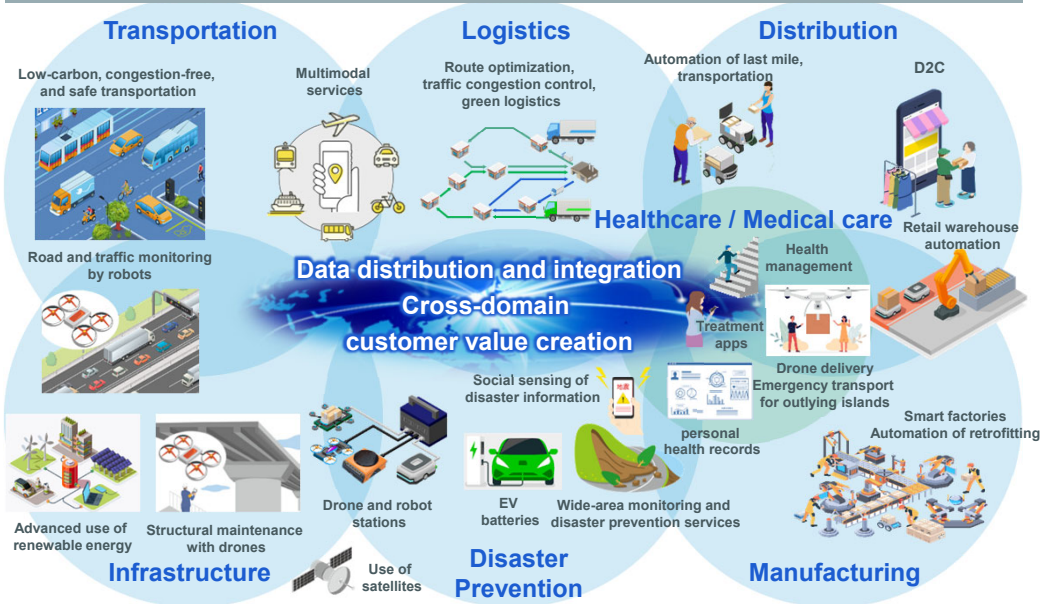 Transportation
Logistics
Distribution
Low-carbon, congestion-free,
and safe transportation
Multimodal
services
Route optimization,
traffic congestion control,
green logistics
Automation of last mile,
transportation
D2C
Healthcare / Medical care
Retail warehouse
automation
Road and traffic monitoring
by robots
Data distribution and integration
Cross-domain
customer value creation
Health
management
Treatment
apps
Drone delivery
Emergency transport
for outlying islands
Social sensing of
disaster information
地震
personal
health records
Smart factories
Automation of retrofitting
Advanced use of
renewable energy
Structural maintenance
with drones
Drone and robot
stations
EV
batteries
Wide-area monitoring and
disaster prevention services
Infrastructure
Use of
satellites
Disaster
Prevention
Manufacturing